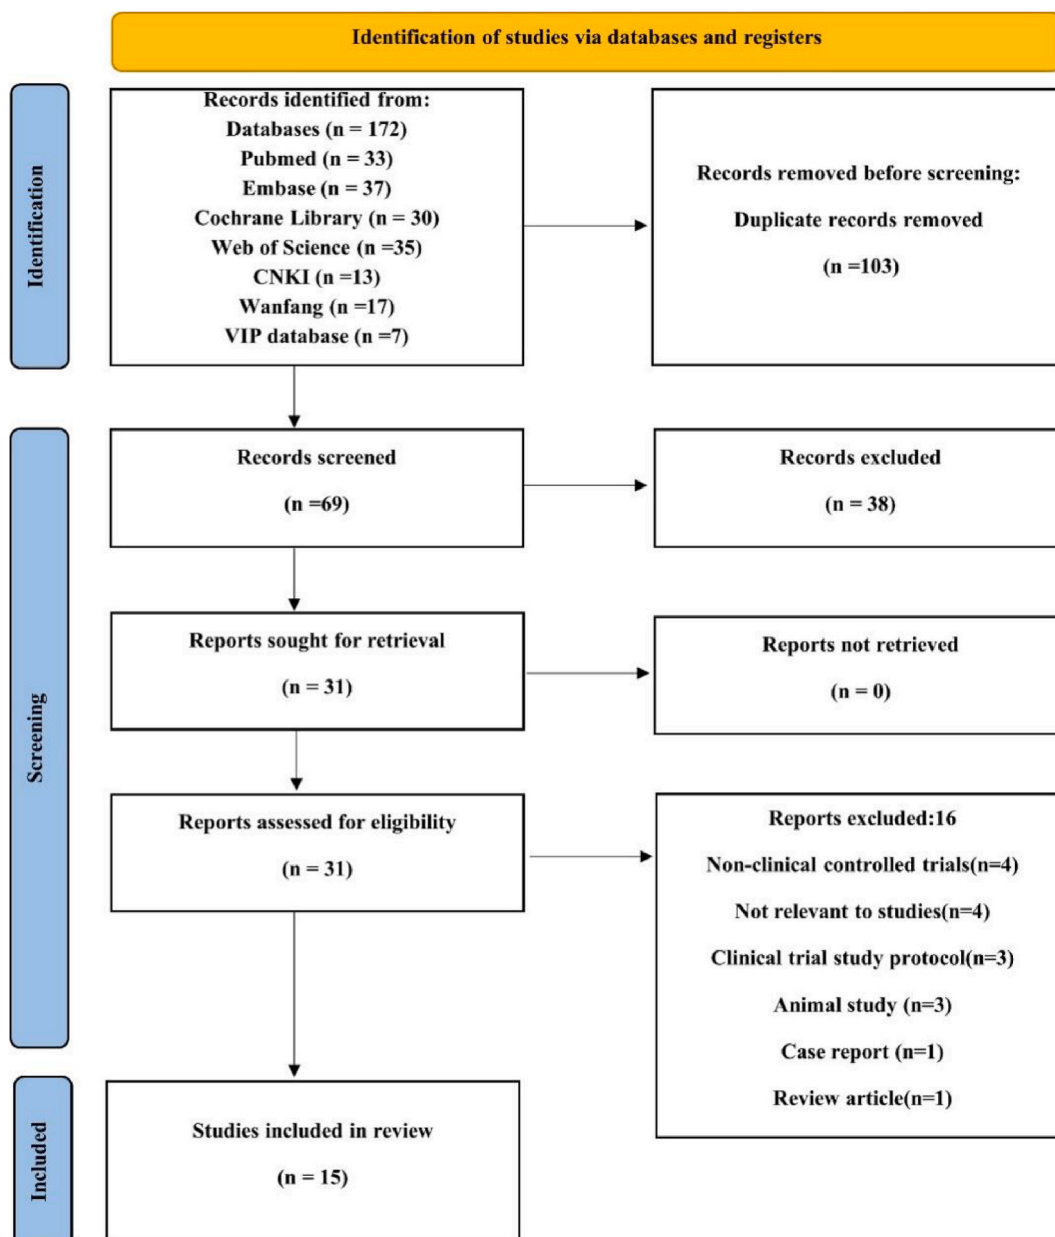 Identification of studies via databases and registers
Identification
Records identified from:
Databases (n = 172)
Pubmed (n = 33)
Embase (n = 37)
Cochrane Library (n = 30)
Web of Science (n =35)
CNKI (n =13)
Wanfang (n =17)
VIP database (n =7)
Records removed before screening:
Duplicate records removed
(n =103)
Screening
Records screened
(n =69)
Records excluded
(n = 38)
Reports sought for retrieval
(n = 31)
Reports not retrieved
(n = 0)
Reports assessed for eligibility
(n = 31)
Reports excluded:16
Non-clinical controlled trials(n=4)
Not relevant to studies(n=4)
Clinical trial study protocol(n=3)
Animal study (n=3)
Case report (n=1)
Review article(n=1)
Included
Studies included in review
(n = 15)